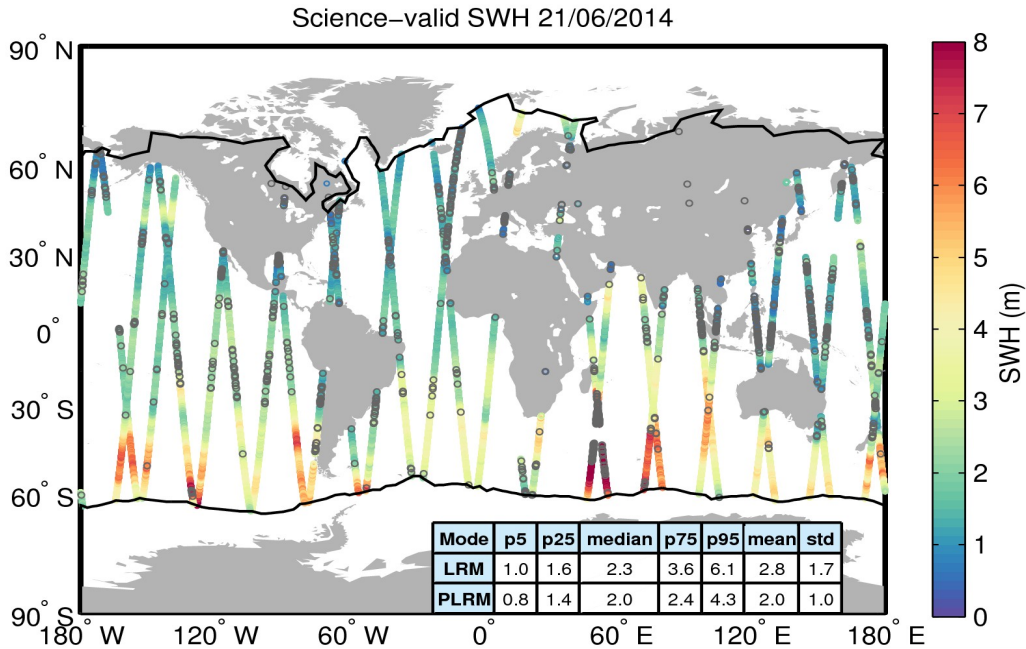 Science−valid SWH 21/06/2014
90° N
60° N
30° N
0°
30° S
60° S
90° S
180° W
120° W
60° W
0°
60° E
120° E
180° E
Mode p5 p25 median p75 p95 mean std
LRM 1.0 1.6 2.3 3.6 6.1 2.8 1.7
PLRM 0.8 1.4 2.0 2.4 4.3 2.0 1.0
8
7
6
5
4
3
2
1
0
SWH (m)